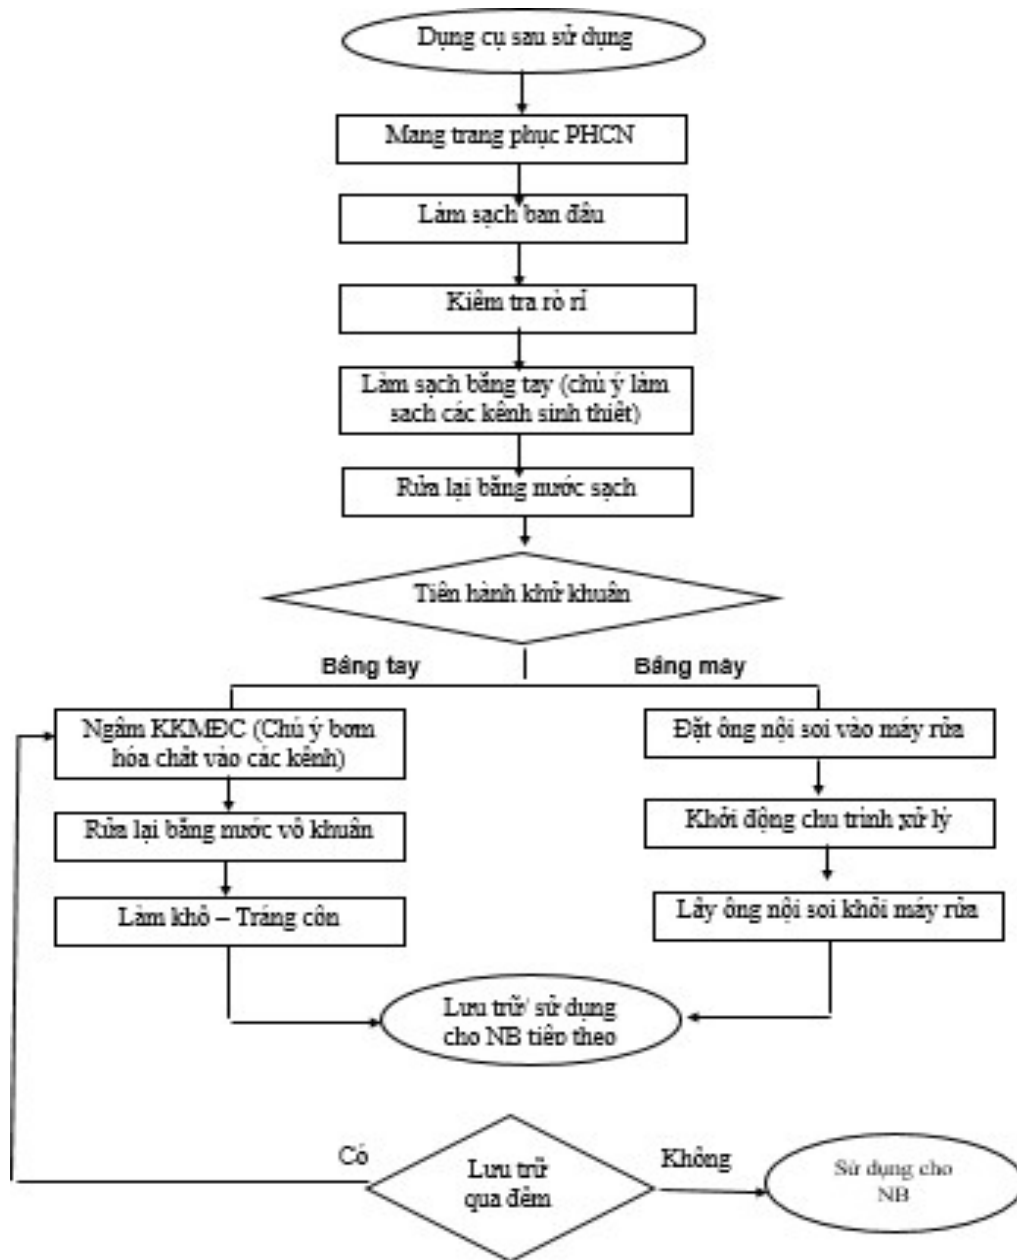 Dụng cụ sau sử dụng
Mang trang phục PHCN
Làm sạch ban đầu
Kiểm tra rò rỉ
Làm sạch bằng tay (chú ý làm
sạch các kênh sinh thiết)
Rửa lại bằng nước sạch
Tiến hành khử khuẩn
Bằng tay
Bằng máy
Ngâm KKMĐC (Chú ý bơm
hóa chất vào các kênh)
Đặt ống nội soi vào máy rửa
Rửa lại bằng nước vô khuẩn
Khởi động chu trình xử lý
Làm khô – Tráng cồn
Lấy ống nội soi khỏi máy rửa
Lưu trữ/ sử dụng
cho NB tiếp theo
Có
Lưu trữ
qua đêm
Không
Sử dụng cho
NB